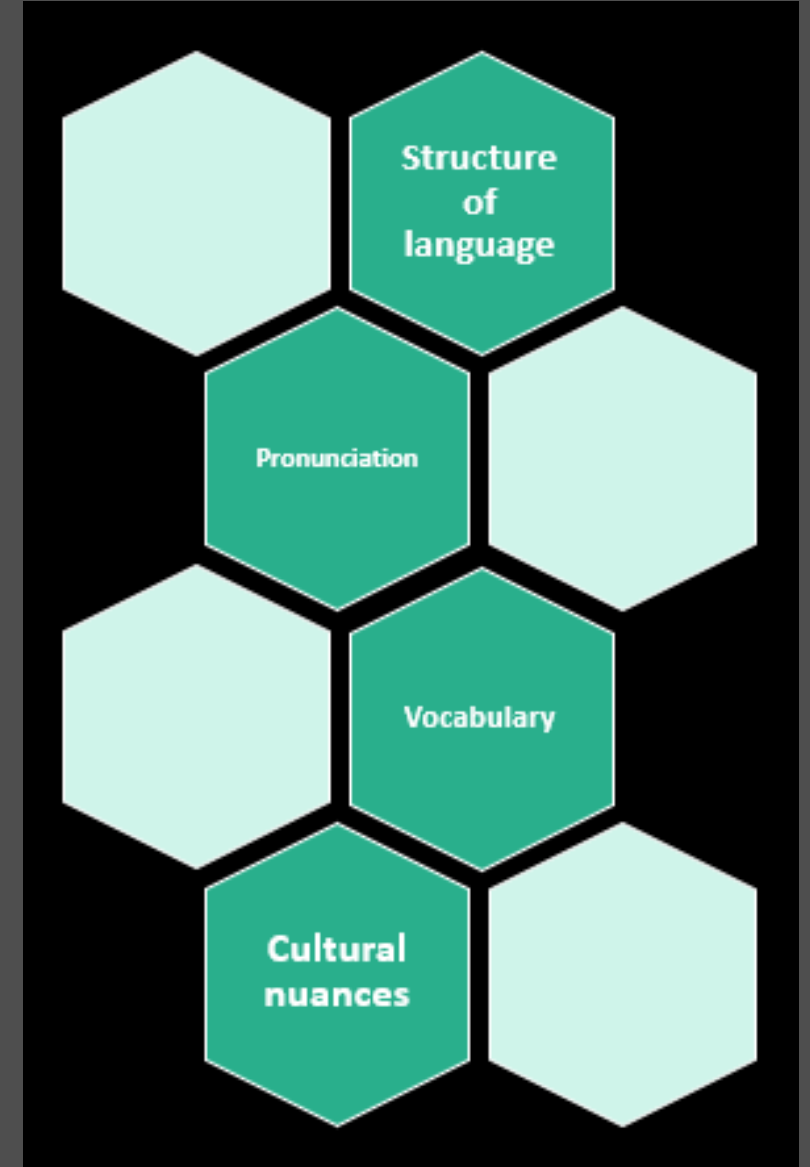 Structure
of
language
Pronunciation
Vocabulary
Cultural
nuances